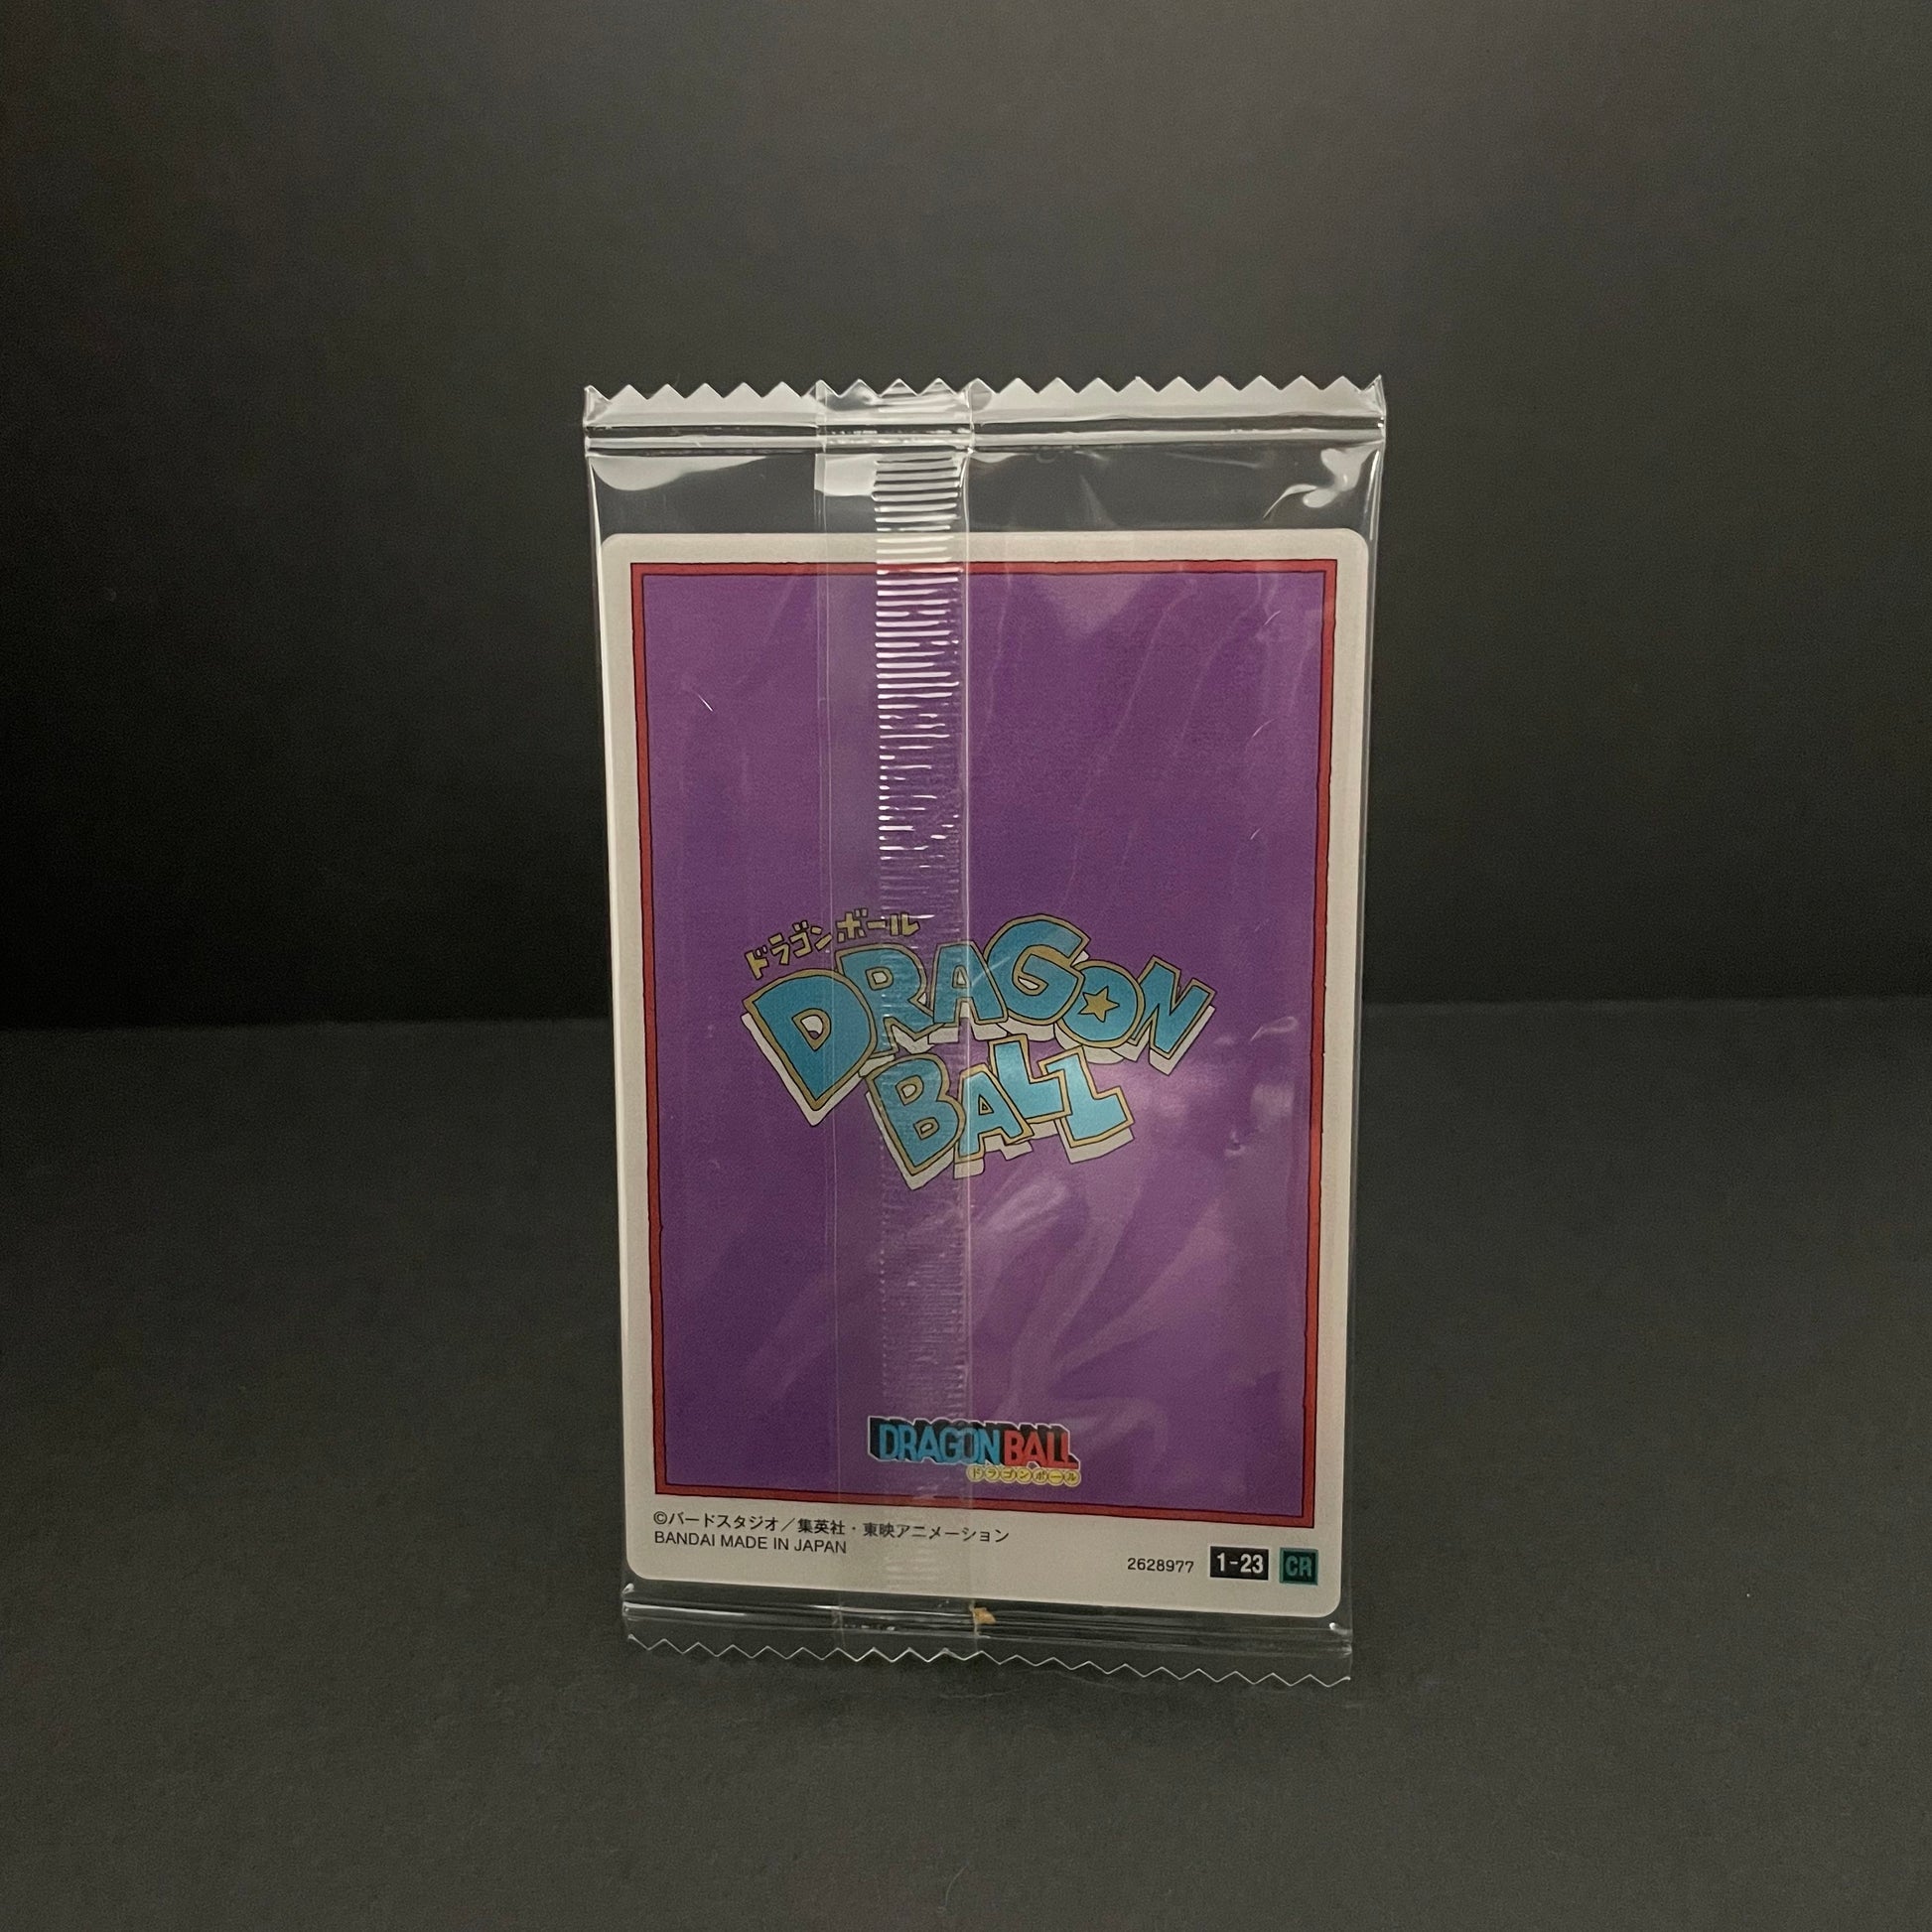 ドラゴンボール
DRAGON
BALL
DRAGON BALL
ドラゴンボール
©バードスタジオ／集英社・東映アニメーション
BANDAI MADE IN JAPAN
2628977 1-23 CR